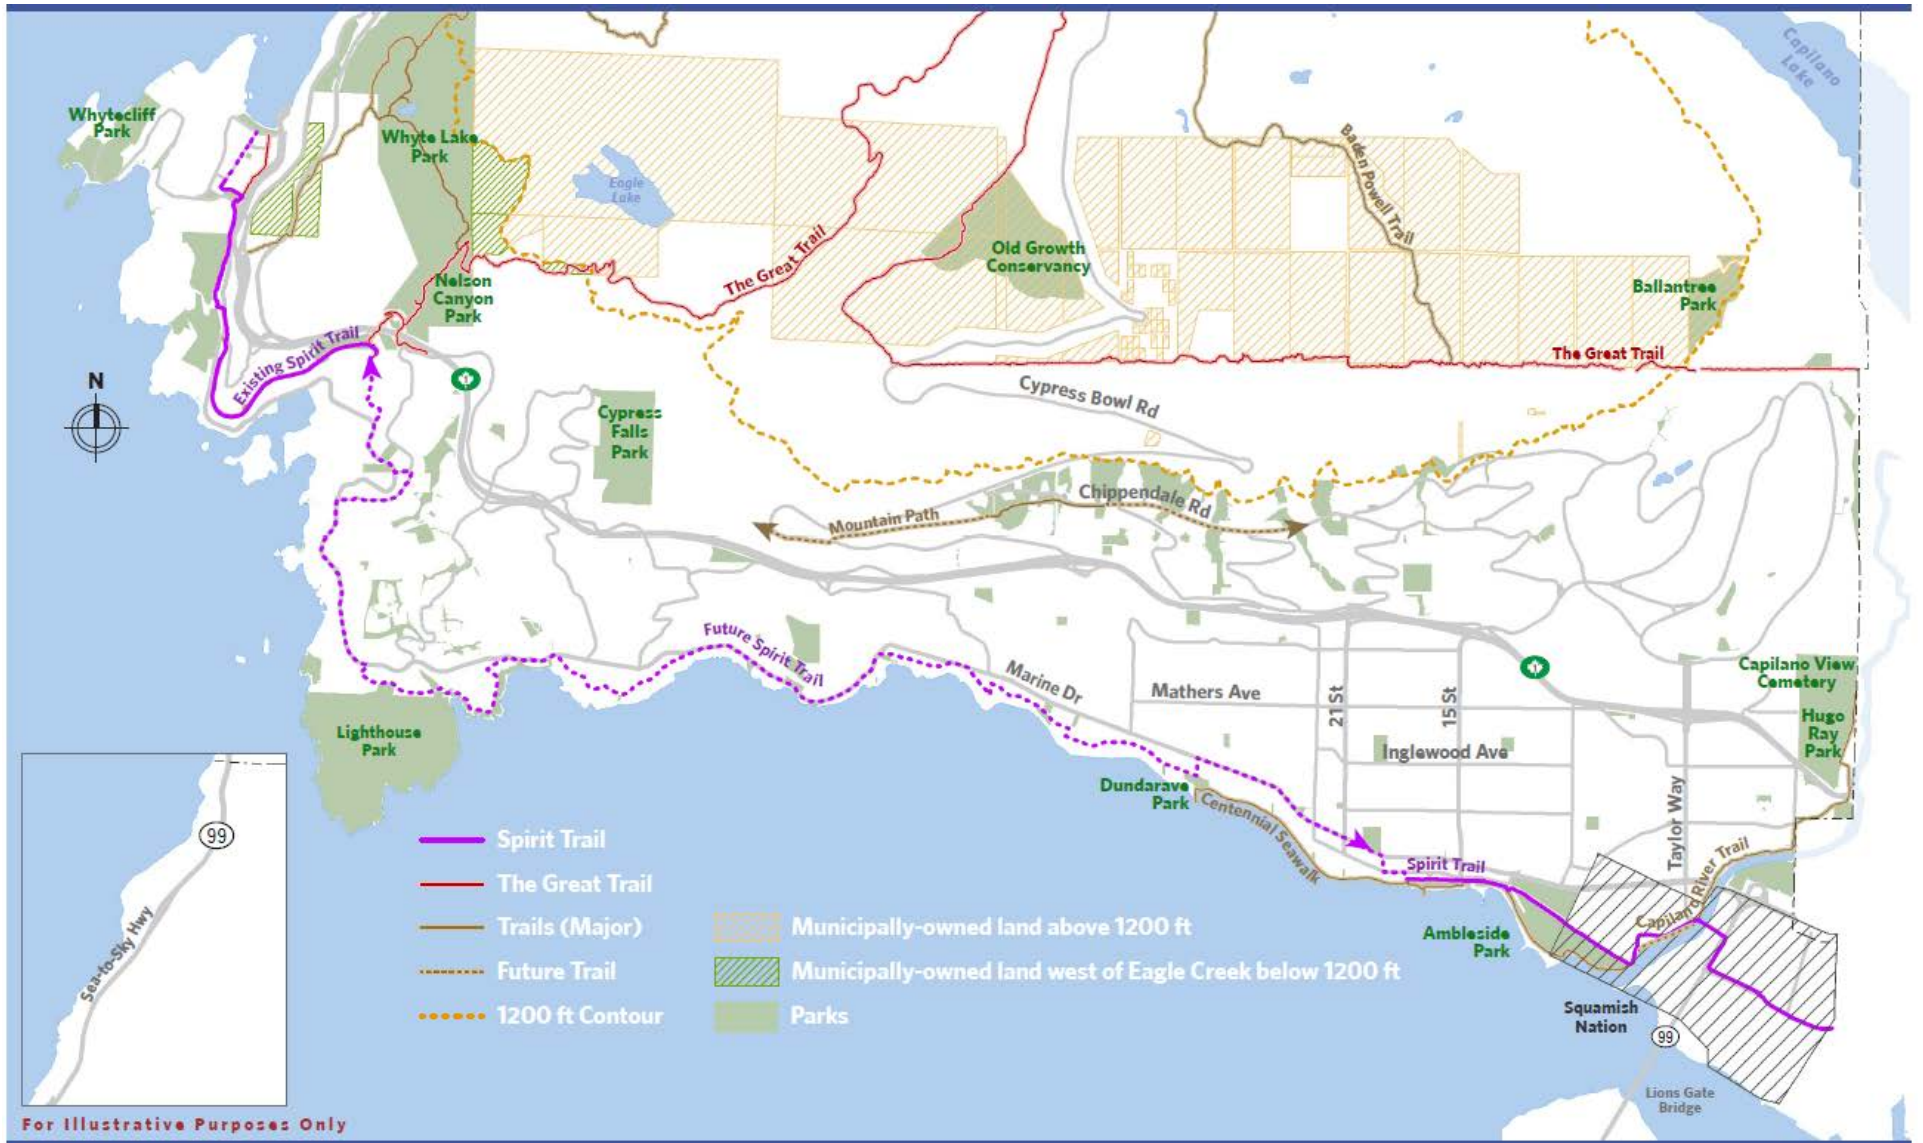 Capilano
Lake
Whytecliff
Park
Whyte Lake
Park
Eagle
Lake
Baden Powell Trail
The Great Trail
Old Growth
Conservancy
Nelson
Canyon
Park
Ballantree
Park
Existing Spirit Trail
The Great Trail
N
1
Cypress Bowl Rd
Cypress
Falls
Park
Chippendale Rd
Mountain Path
Future Spirit Trail
Marine Dr
Mathers Ave
21 St
15 St
1
Capilano View
Cemetery
Hugo
Ray
Park
Lighthouse
Park
Inglewood Ave
Dundarave
Park
Centennial Seawalk
Taylor Way
Spirit Trail
Capilano River Trail
Ambleside
Park
Squamish
Nation
99
Lions Gate
Bridge
99
Sea-to-Sky Hwy
Spirit Trail
The Great Trail
Trails (Major)
Future Trail
1200 ft Contour
Municipally-owned land above 1200 ft
Municipally-owned land west of Eagle Creek below 1200 ft
Parks
For Illustrative Purposes Only